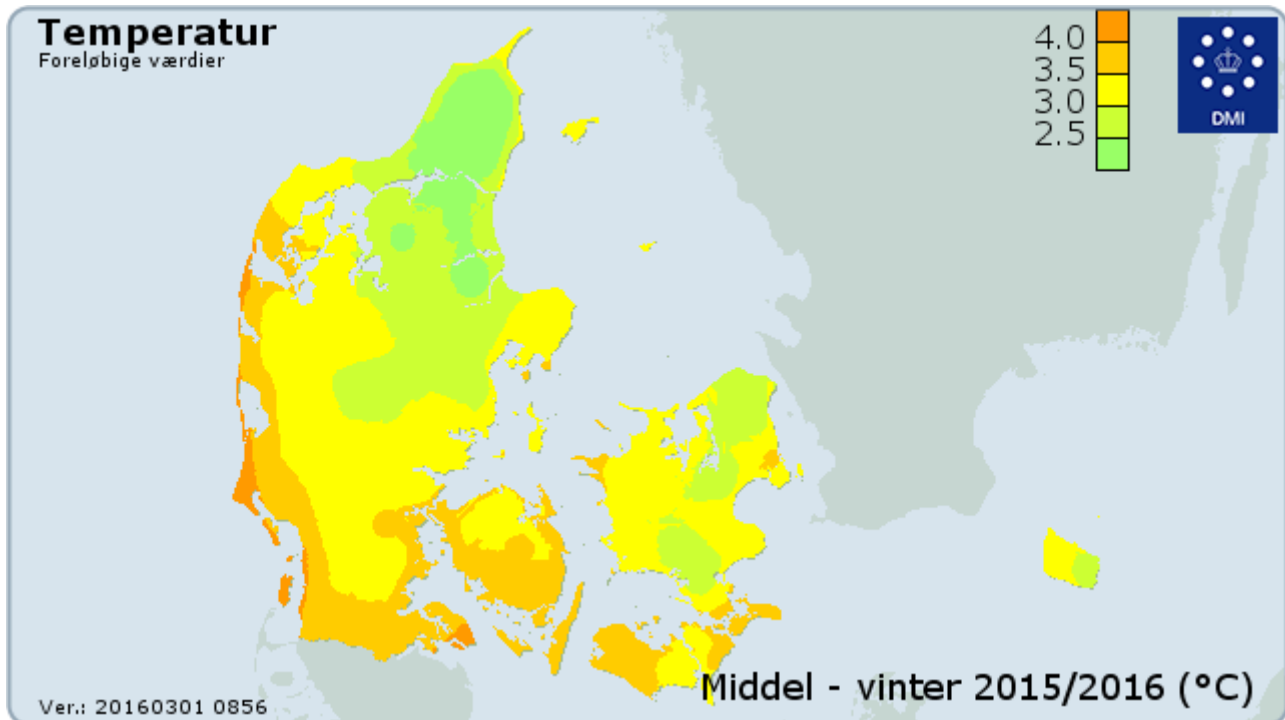 Temperatur
Foreløbige værdier
4.0
3.5
3.0
2.5
DMI
Middel - vinter 2015/2016 (°C)
Ver.: 20160301 0856